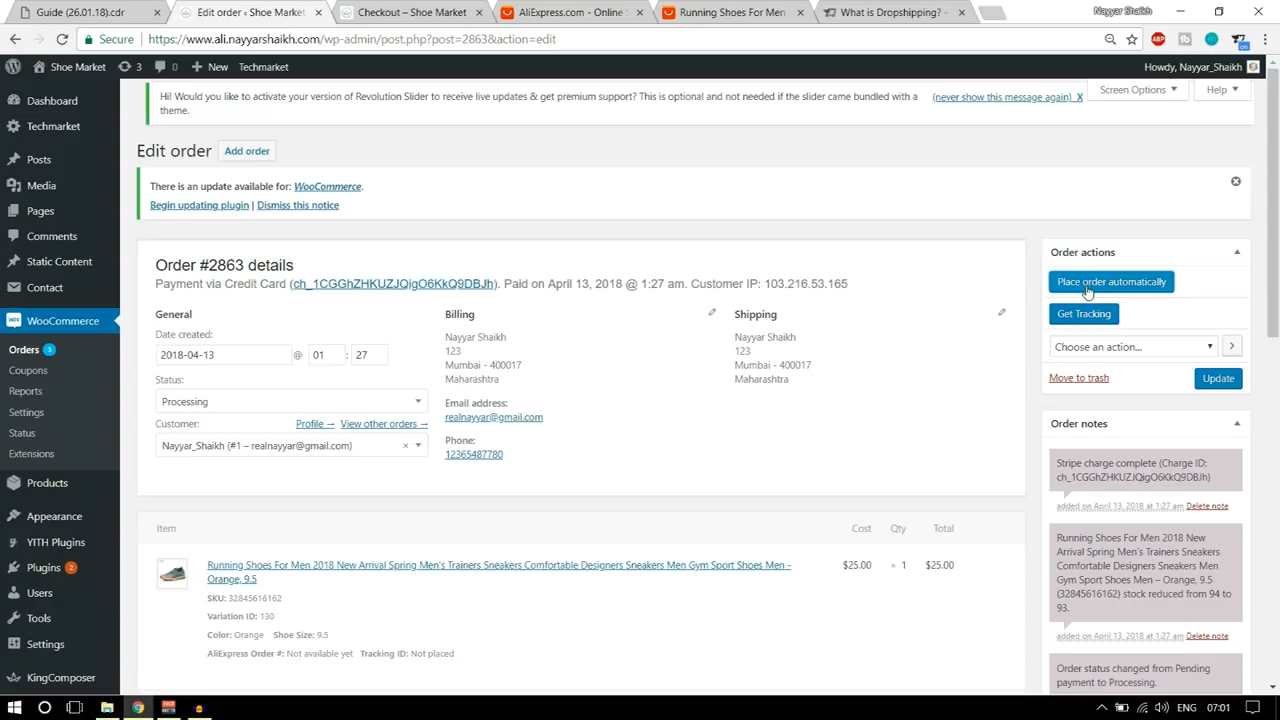 Guide (26.01.18).cdr
Edit order ‹ Shoe Market
Checkout – Shoe Market
AliExpress.com - Online S
Running Shoes For Men
What is Dropshipping? -
Nayyar Shaikh
Secure
https://www.ali.nayyarshaikh.com/wp-admin/post.php?post=2863&action=edit
ABP
on
Shoe Market
3
0
New
Techmarket
Howdy, Nayyar_Shaikh
Dashboard
Techmarket
Posts
Media
Pages
Comments
Static Content
Contact
WooCommerce
Orders 3
Coupons
Reports
Settings
Status
Extensions
Products
Appearance
YITH Plugins
Plugins 2
Users
Tools
Settings
KingComposer
Hi! Would you like to activate your version of Revolution Slider to receive live updates & get premium support? This is optional and not needed if the slider came bundled with a
theme.
(never show this message again) X
Screen Options
Help
Edit order
Add order
There is an update available for: WooCommerce.
Begin updating plugin | Dismiss this notice
Order #2863 details
Payment via Credit Card (ch_1CGGhZHKUZJQigO6KkQ9DBJh). Paid on April 13, 2018 @ 1:27 am. Customer IP: 103.216.53.165
General
Date created:
2018-04-13 @ 01 : 27
Status:
Processing
Customer:
Profile →
View other orders →
Nayyar_Shaikh (#1 – realnayyar@gmail.com) ×
Billing
Nayyar Shaikh
123
Mumbai - 400017
Maharashtra
Email address:
realnayyar@gmail.com
Phone:
12365487780
Shipping
Nayyar Shaikh
123
Mumbai - 400017
Maharashtra
Item
Cost
Qty
Total
Running Shoes For Men 2018 New Arrival Spring Men's Trainers Sneakers Comfortable Designers Sneakers Men Gym Sport Shoes Men -
Orange, 9.5
$25.00
× 1
$25.00
SKU: 32845616162
Variation ID: 130
Color: Orange Shoe Size: 9.5
AliExpress Order #: Not available yet Tracking ID: Not placed
Order actions
Place order automatically
Get Tracking
Choose an action...
Move to trash
Update
Order notes
Stripe charge complete (Charge ID:
ch_1CGGhZHKUZJQigO6KkQ9DBJh)
added on April 13, 2018 at 1:27 am Delete note
Running Shoes For Men 2018 New
Arrival Spring Men's Trainers Sneakers
Comfortable Designers Sneakers Men
Gym Sport Shoes Men – Orange, 9.5
(32845616162) stock reduced from 94 to
93.
added on April 13, 2018 at 1:27 am Delete note
Order status changed from Pending
payment to Processing.
ENG
07:01